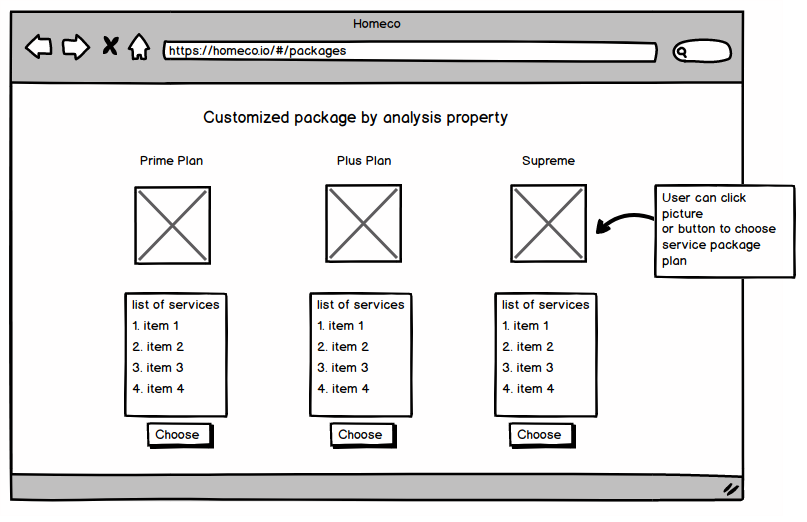 Homeco
https://homeco.io/#/packages
Customized package by analysis property
Prime Plan
Plus Plan
Supreme
User can click
picture
or button to choose
service package
plan
list of services
1. item 1
2. item 2
3. item 3
4. item 4
Choose
list of services
1. item 1
2. item 2
3. item 3
4. item 4
Choose
list of services
1. item 1
2. item 2
3. item 3
4. item 4
Choose